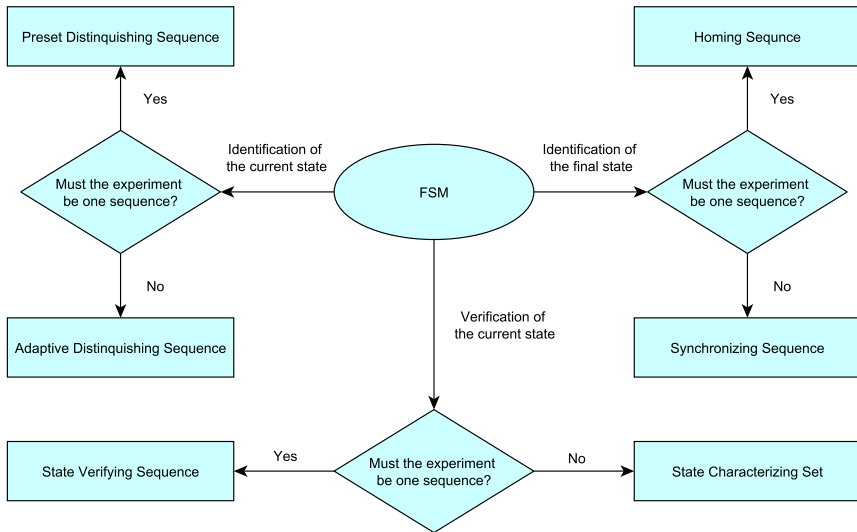 Preset Distinquishing Sequence
Homing Sequnce
Yes
Yes
Identification of
the current state
Identification of
the final state
Must the experiment
be one sequence?
FSM
Must the experiment
be one sequence?
No
No
Verification of
the current state
Adaptive Distinquishing Sequence
Synchronizing Sequence
Yes
No
State Verifying Sequence
Must the experiment
be one sequence?
State Characterizing Set